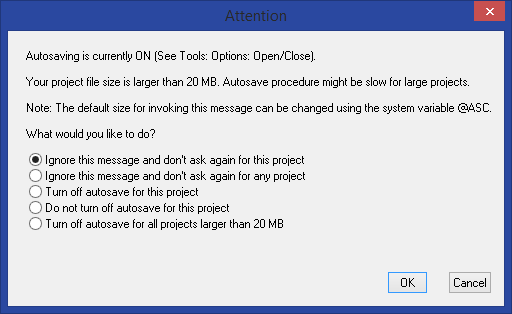 Attention
Autosaving is currently ON (See Tools: Options: Open/Close).
Your project file size is larger than 20 MB. Autosave procedure might be slow for large projects.
Note: The default size for invoking this message can be changed using the system variable @ASC.
What would you like to do?
Ignore this message and don't ask again for this project
Ignore this message and don't ask again for any project
Turn off autosave for this project
Do not turn off autosave for this project
Turn off autosave for all projects larger than 20 MB
OK Cancel